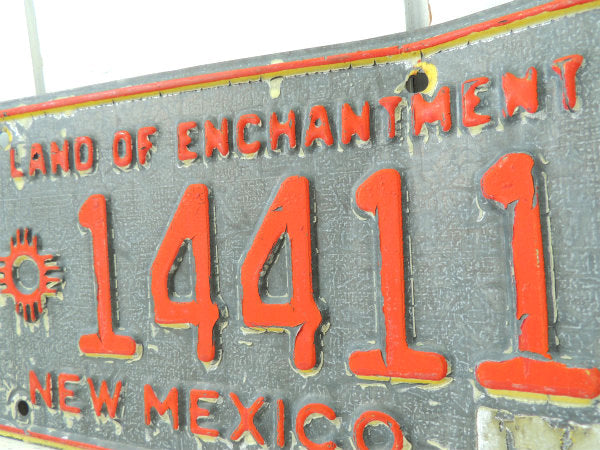 LAND OF ENCHANTMENT
14411
NEW MEXICO